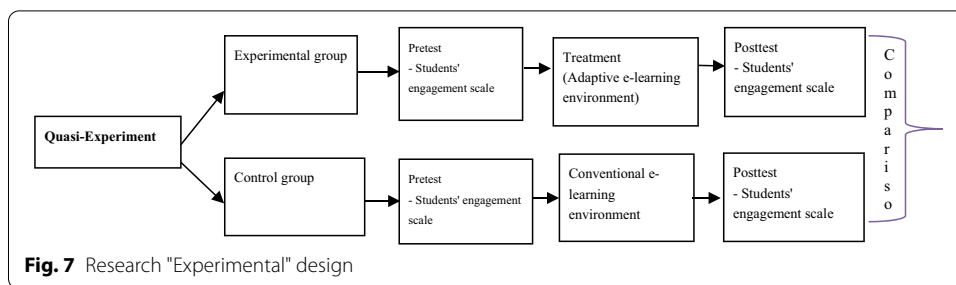 Quasi-Experiment
Experimental group
Pretest
- Students'
engagement scale
Treatment
(Adaptive e-learning
environment)
Posttest
- Students'
engagement scale
Control group
Pretest
- Students' engagement
scale
Conventional e-
learning
environment
Posttest
- Students'
engagement scale
C
o
m
p
a
r
i
s
o
Fig. 7 Research "Experimental" design